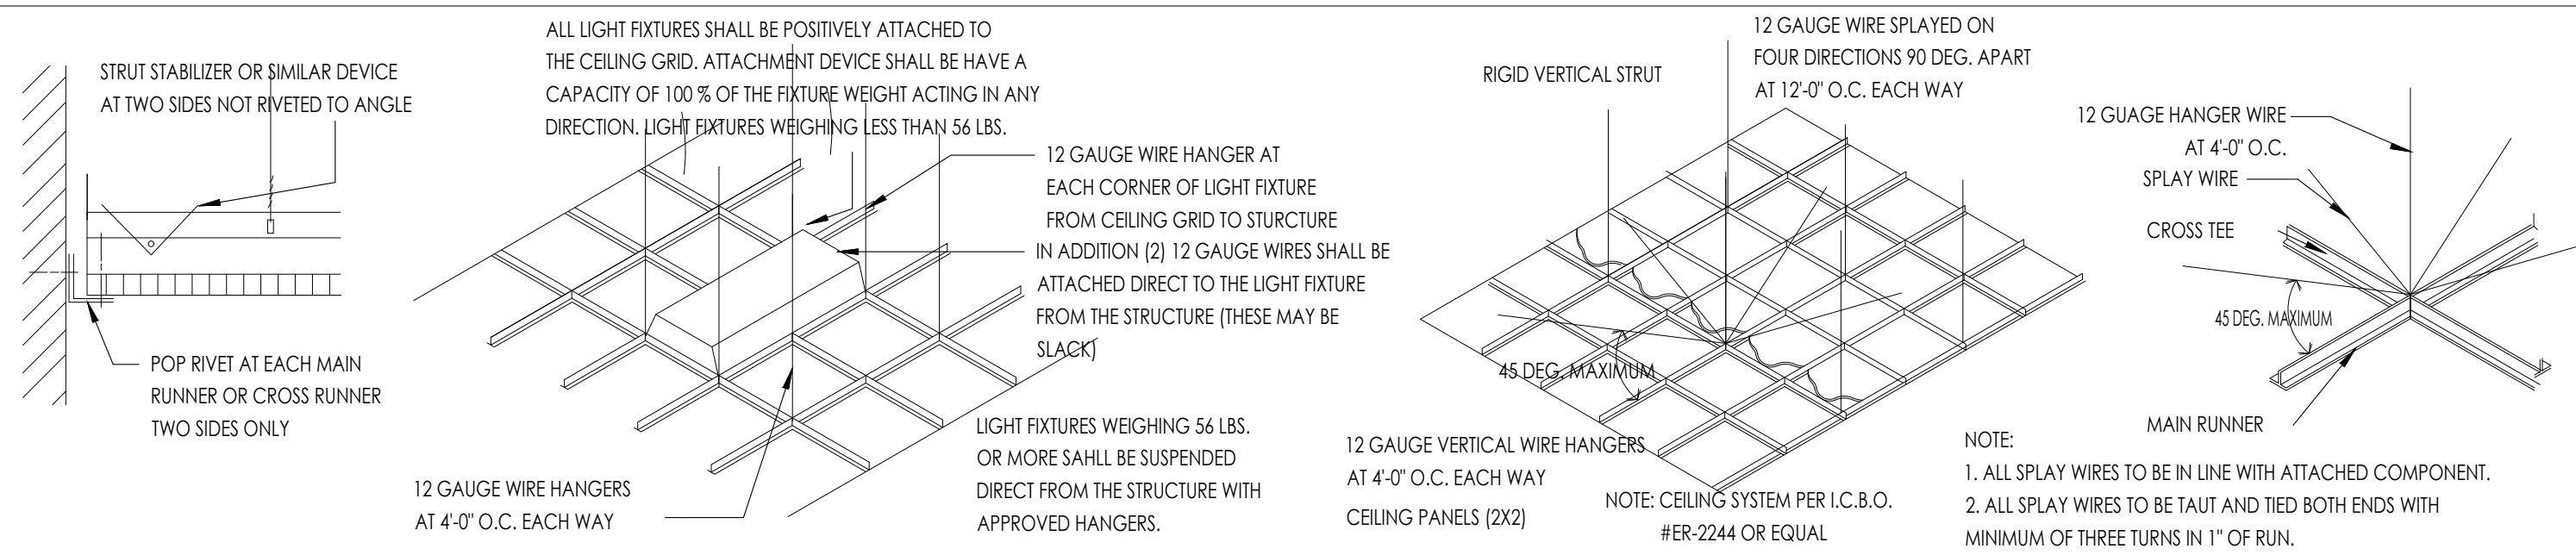 STRUT STABILIZER OR SIMILAR DEVICE
AT TWO SIDES NOT RIVETED TO ANGLE
POP RIVET AT EACH MAIN
RUNNER OR CROSS RUNNER
TWO SIDES ONLY
ALL LIGHT FIXTURES SHALL BE POSITIVELY ATTACHED TO
THE CEILING GRID. ATTACHMENT DEVICE SHALL BE HAVE A
CAPACITY OF 100 % OF THE FIXTURE WEIGHT ACTING IN ANY
DIRECTION. LIGHT FIXTURES WEIGHING LESS THAN 56 LBS.
12 GAUGE WIRE HANGER AT
EACH CORNER OF LIGHT FIXTURE
FROM CEILING GRID TO STURCTURE
IN ADDITION (2) 12 GAUGE WIRES SHALL BE
ATTACHED DIRECT TO THE LIGHT FIXTURE
FROM THE STRUCTURE (THESE MAY BE
SLACK)
LIGHT FIXTURES WEIGHING 56 LBS.
OR MORE SAHLL BE SUSPENDED
DIRECT FROM THE STRUCTURE WITH
APPROVED HANGERS.
12 GAUGE WIRE HANGERS
AT 4'-0" O.C. EACH WAY
RIGID VERTICAL STRUT
12 GAUGE WIRE SPLAYED ON
FOUR DIRECTIONS 90 DEG. APART
AT 12'-0" O.C. EACH WAY
45 DEG. MAXIMUM
12 GAUGE VERTICAL WIRE HANGERS
AT 4'-0" O.C. EACH WAY
CEILING PANELS (2X2)
NOTE: CEILING SYSTEM PER I.C.B.O.
#ER-2244 OR EQUAL
12 GUAGE HANGER WIRE
AT 4'-0" O.C.
SPLAY WIRE
CROSS TEE
45 DEG. MAXIMUM
MAIN RUNNER
NOTE:
1. ALL SPLAY WIRES TO BE IN LINE WITH ATTACHED COMPONENT.
2. ALL SPLAY WIRES TO BE TAUT AND TIED BOTH ENDS WITH
MINIMUM OF THREE TURNS IN 1" OF RUN.